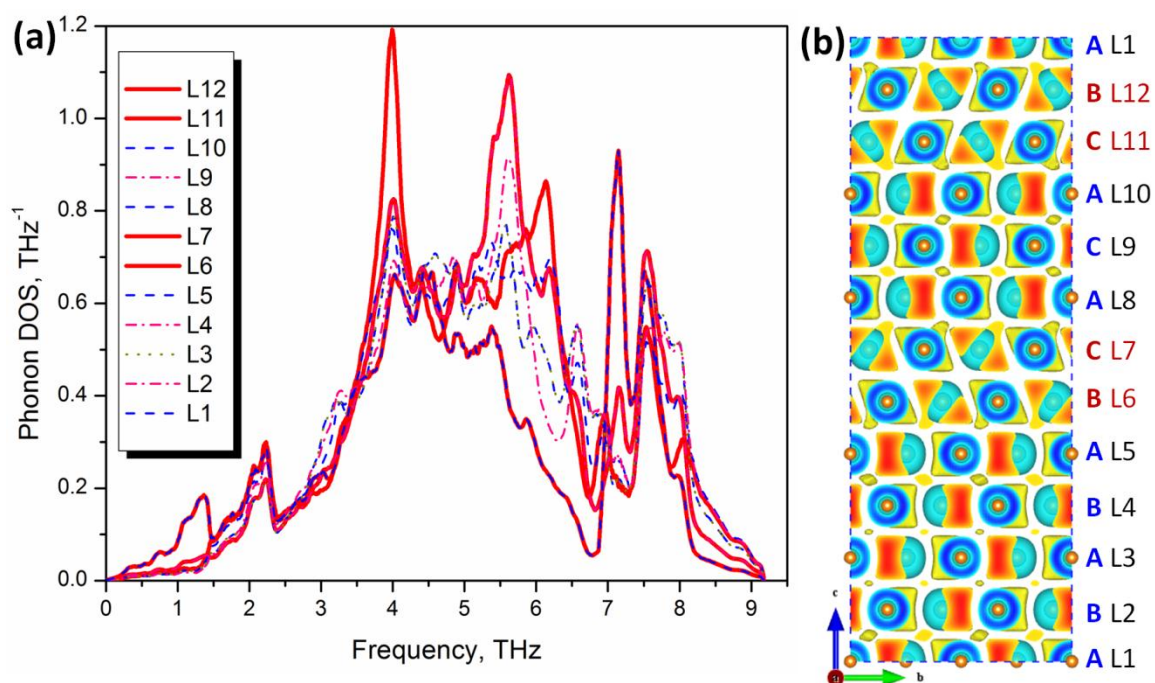 (a)
Phonon DOS, THz⁻¹
1.2
1.0
0.8
0.6
0.4
0.2
0.0
L12
L11
L10
L9
L8
L7
L6
L5
L4
L3
L2
L1
0 1 2 3 4 5 6 7 8 9
Frequency, THz
(b)
A L1
B L12
C L11
A L10
C L9
A L8
C L7
B L6
A L5
B L4
A L3
B L2
A L1
c
b